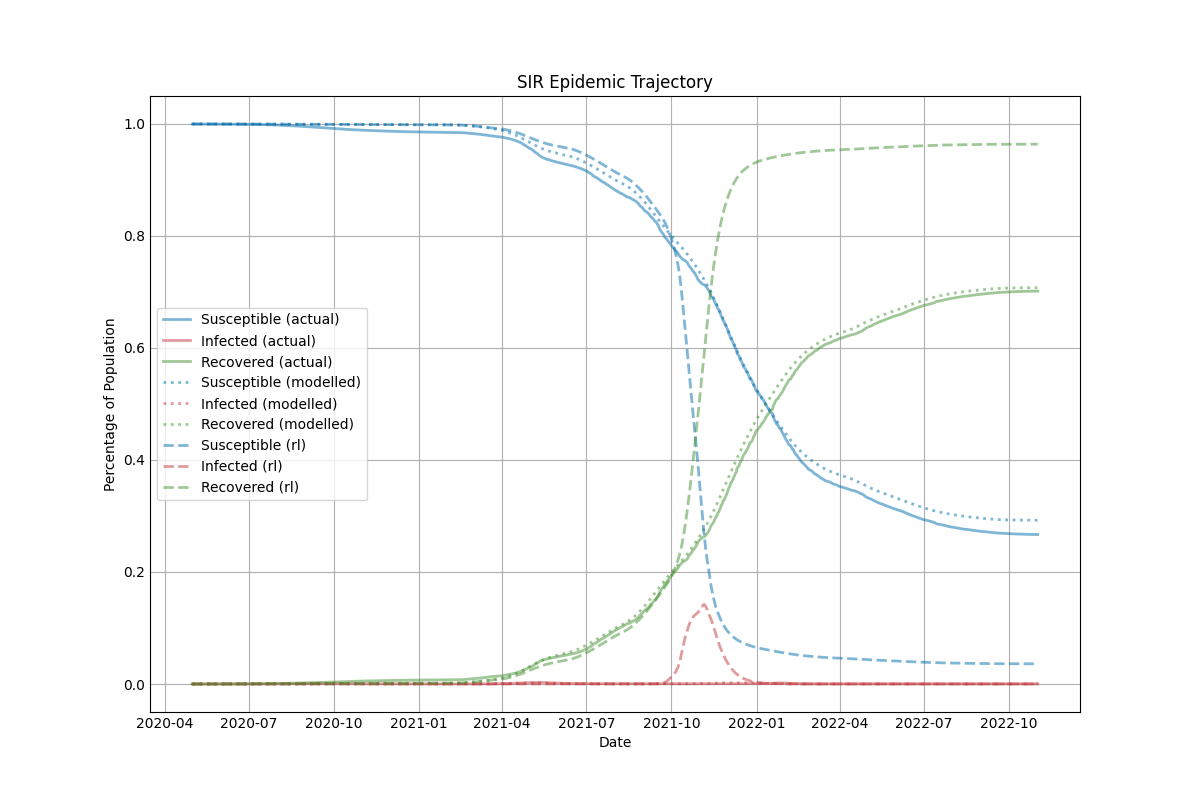 SIR Epidemic Trajectory
Percentage of Population
1.0
0.8
0.6
0.4
0.2
0.0
Susceptible (actual)
Infected (actual)
Recovered (actual)
Susceptible (modelled)
Infected (modelled)
Recovered (modelled)
Susceptible (rl)
Infected (rl)
Recovered (rl)
2020-04 2020-07 2020-10 2021-01 2021-04 2021-07 2021-10 2022-01 2022-04 2022-07 2022-10
Date